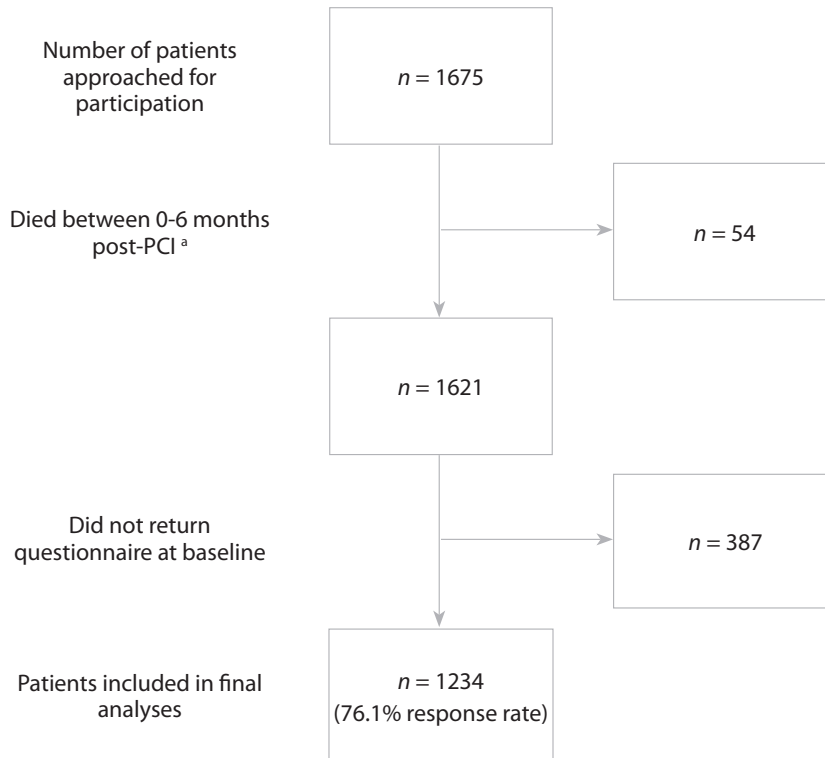 Number of patients
approached for
participation
n = 1675
Died between 0-6 months
post-PCI ª
n = 54
n = 1621
Did not return
questionnaire at baseline
n = 387
Patients included in final
analyses
n = 1234
(76.1% response rate)